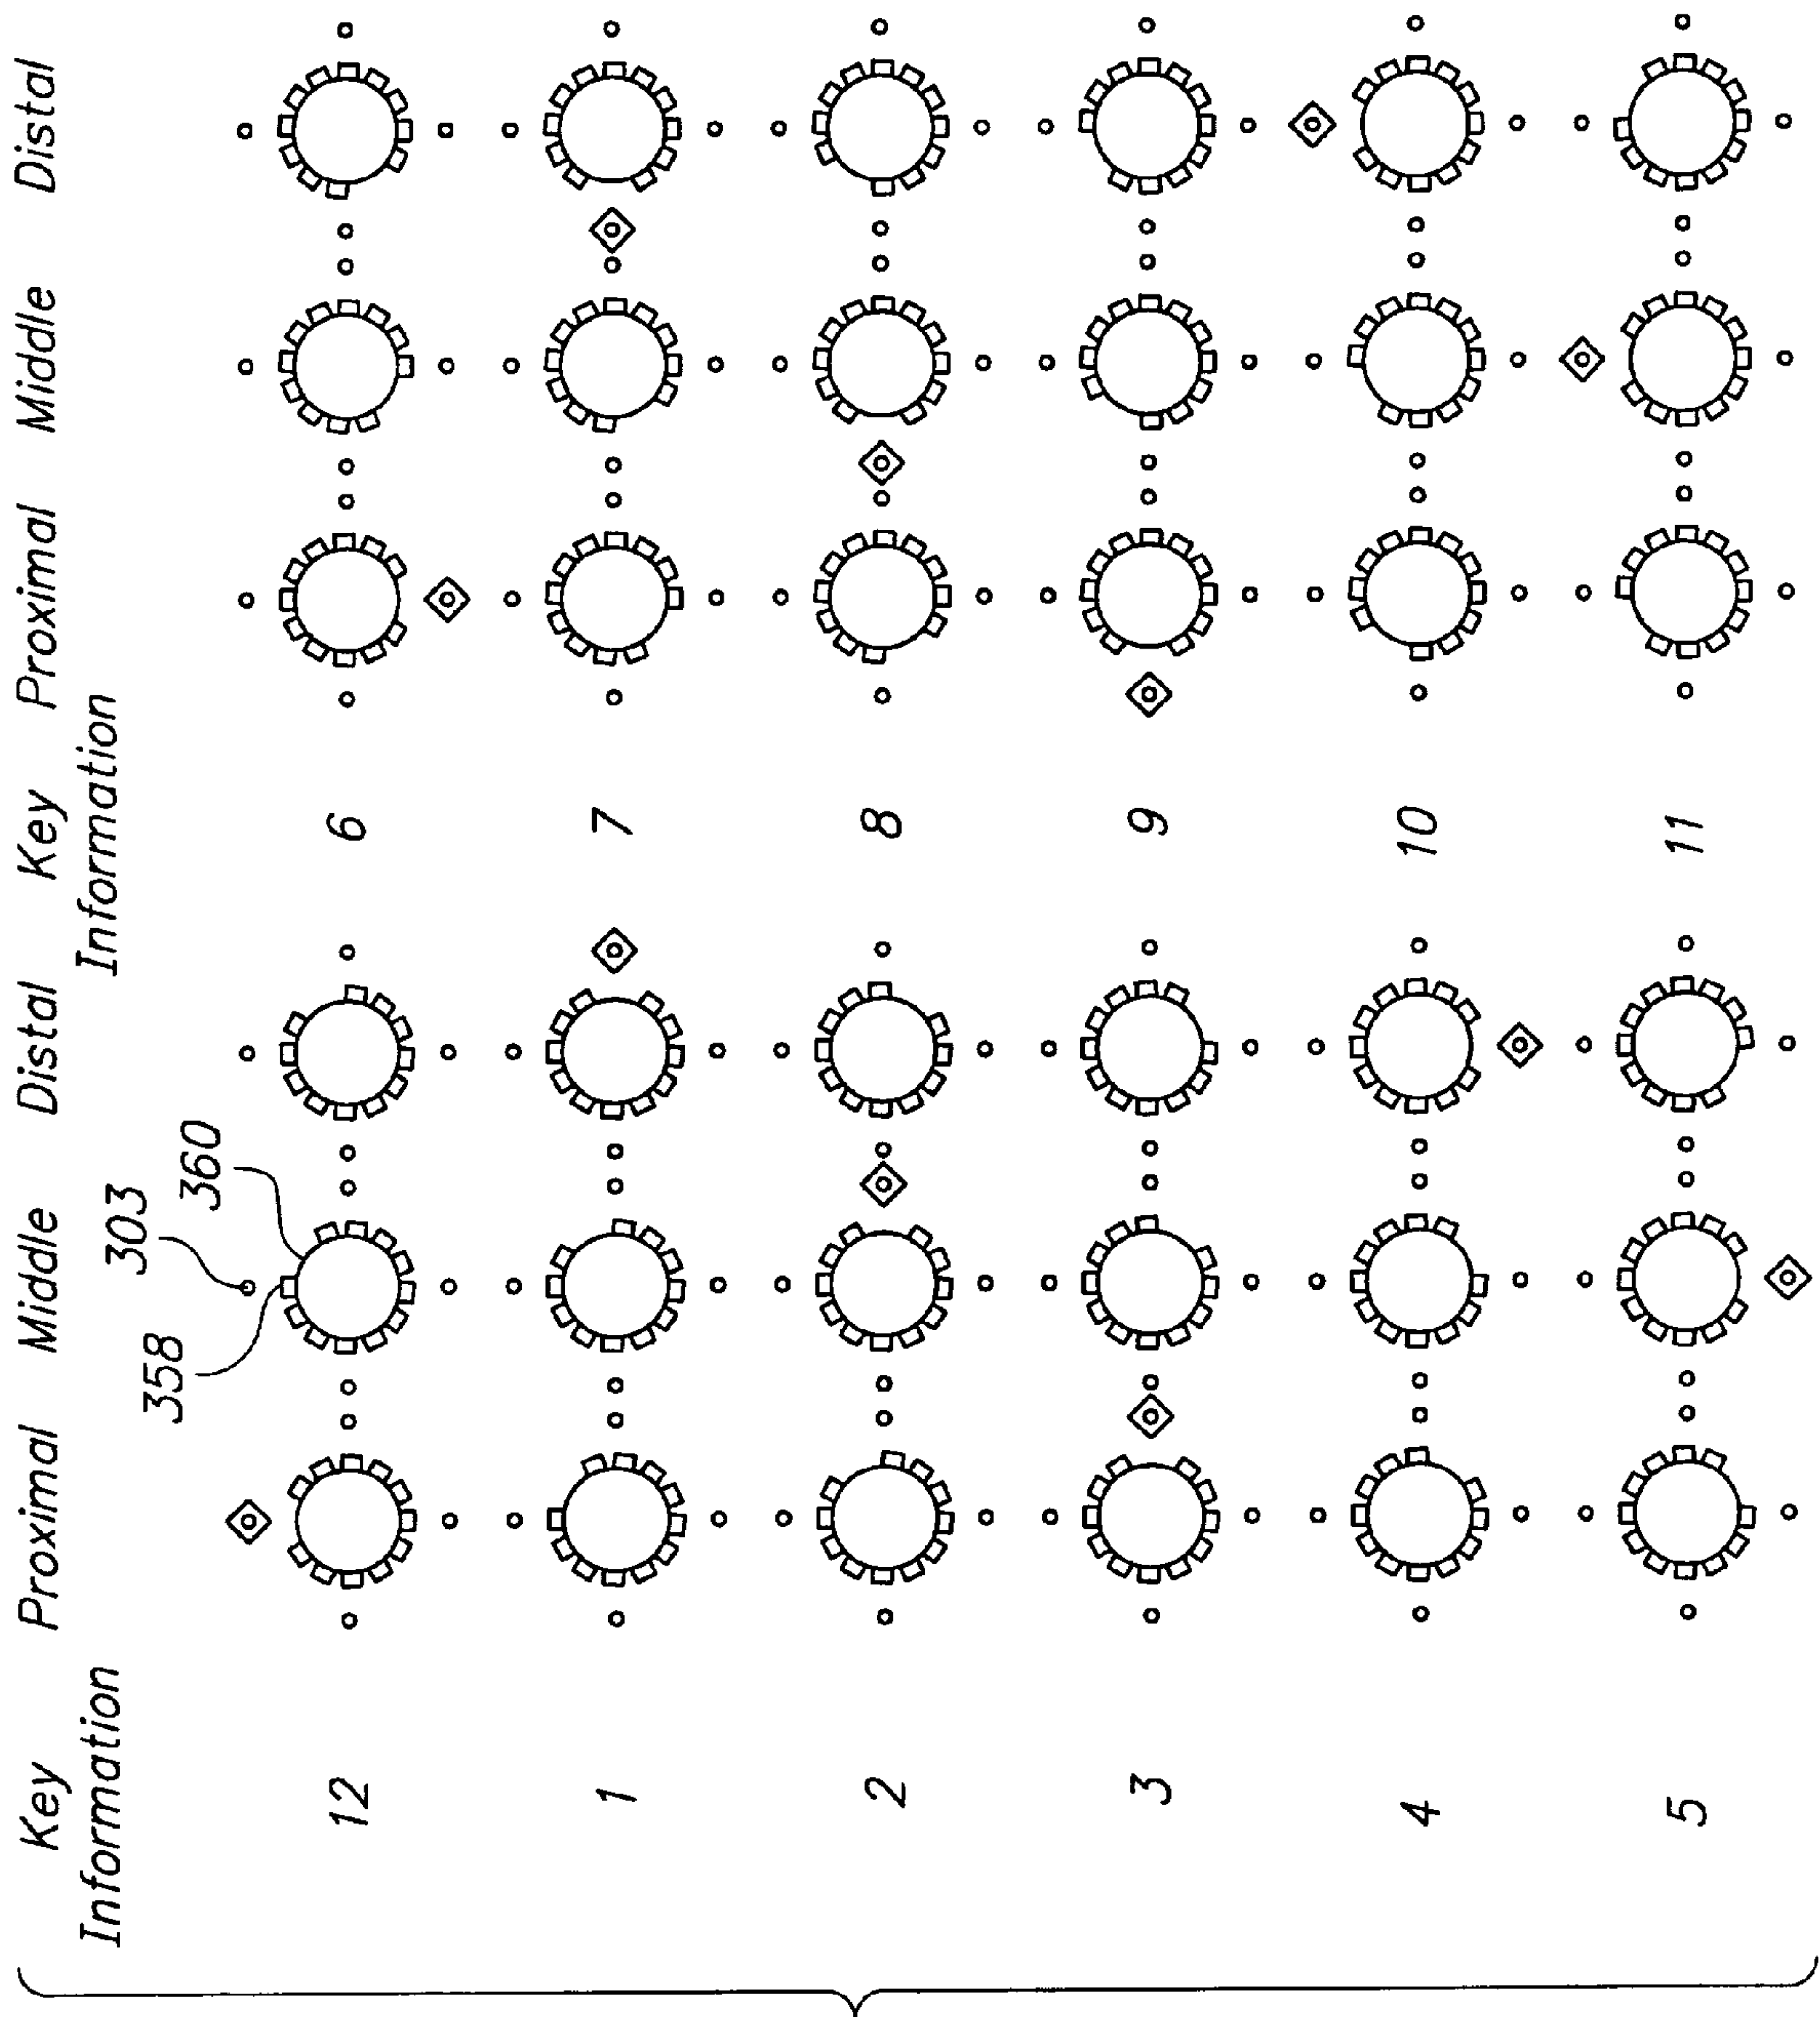 Key Proximal Middle Distal Key Proximal Middle Distal
Information Information
358 303 360
12 6
1 7
2 8
3 9
4 10
5 11